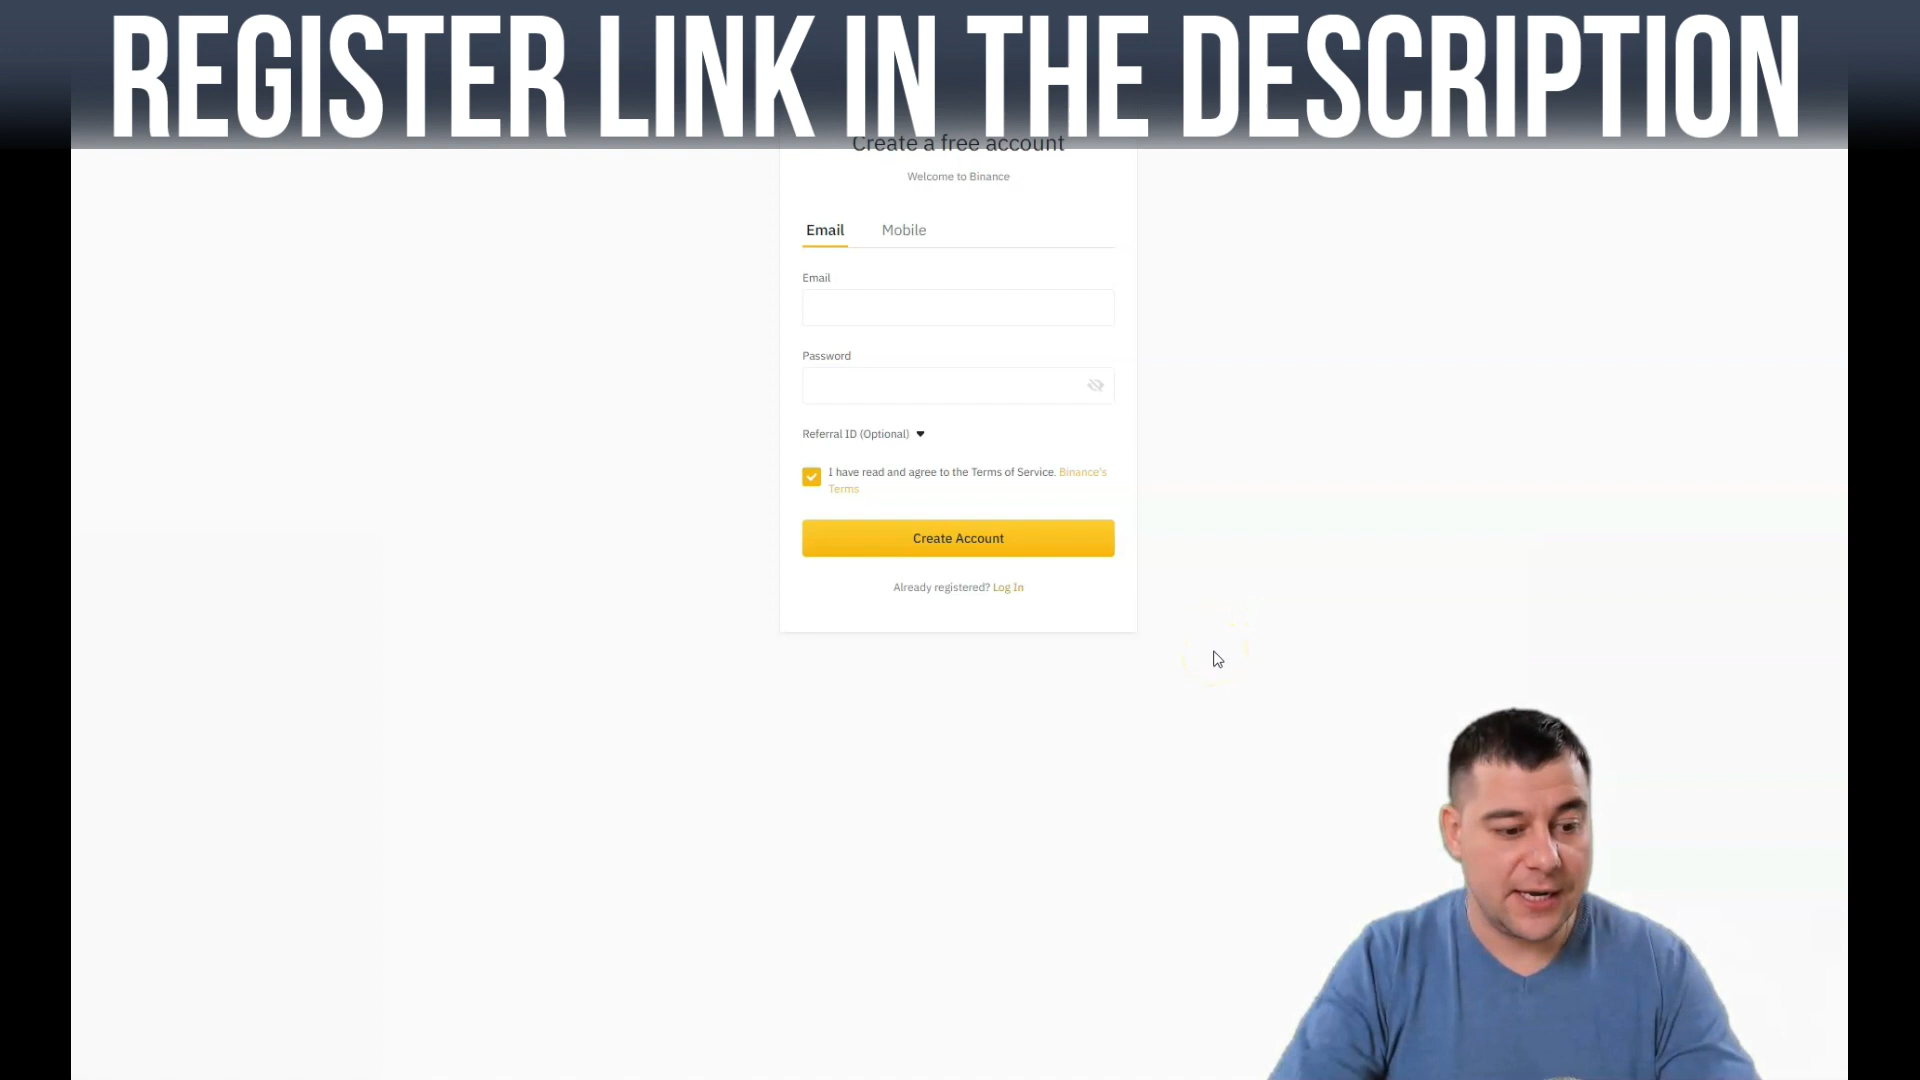 REGISTER LINK IN THE DESCRIPTION
Create a free account
Welcome to Binance
Email Mobile
Email
Password
Referral ID (Optional)
I have read and agree to the Terms of Service. Binance's
Terms
Create Account
Already registered? Log In